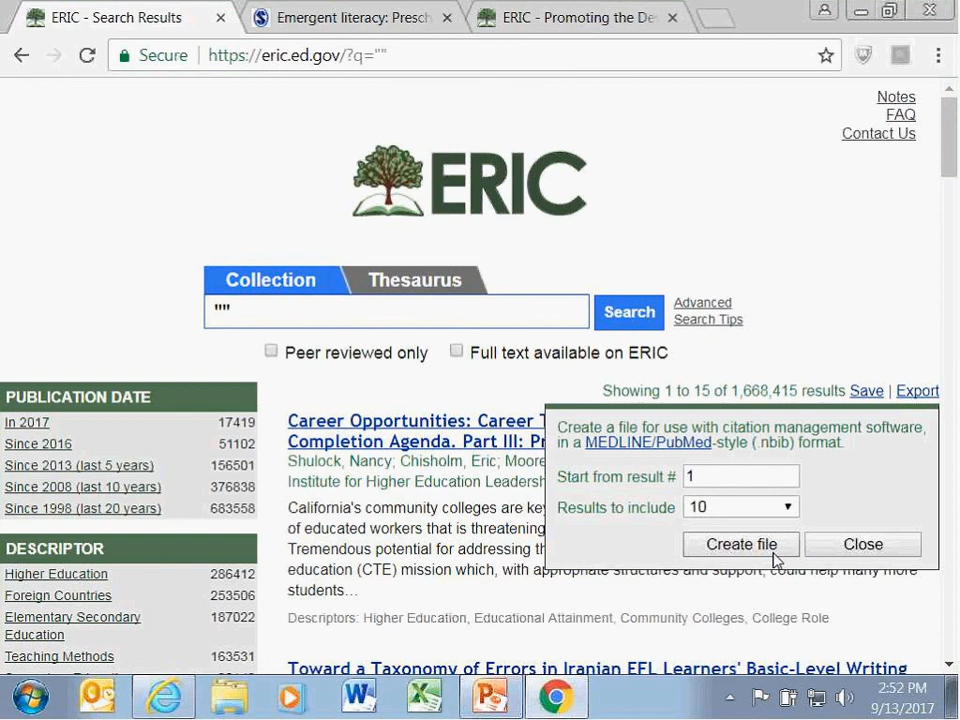 ERIC - Search Results
Emergent literacy: Presch
ERIC - Promoting the De
Secure
https://eric.ed.gov/?q=""
Notes
FAQ
Contact Us
ERIC
Collection
Thesaurus
""
Search
Advanced
Search Tips
Peer reviewed only
Full text available on ERIC
Showing 1 to 15 of 1,668,415 results Save | Export
PUBLICATION DATE
In 2017 17419
Since 2016 51102
Since 2013 (last 5 years) 156501
Since 2008 (last 10 years) 376838
Since 1998 (last 20 years) 683558
DESCRIPTOR
Higher Education 286412
Foreign Countries 253506
Elementary Secondary 187022
Education
Teaching Methods 163531
Career Opportunities: Career T
Completion Agenda. Part III: Pr
Shulock, Nancy; Chisholm, Eric; Moore
Institute for Higher Education Leadersh
California's community colleges are key
of educated workers that is threatening
Tremendous potential for addressing th
education (CTE) mission which, with appropriate structures and support, could help many more
students…
Descriptors: Higher Education, Educational Attainment, Community Colleges, College Role
Toward a Taxonomy of Errors in Iranian EFL Learners' Basic-Level Writing
Create a file for use with citation management software,
in a MEDLINE/PubMed-style (.nbib) format.
Start from result # 1
Results to include 10
Create file
Close
2:52 PM
9/13/2017